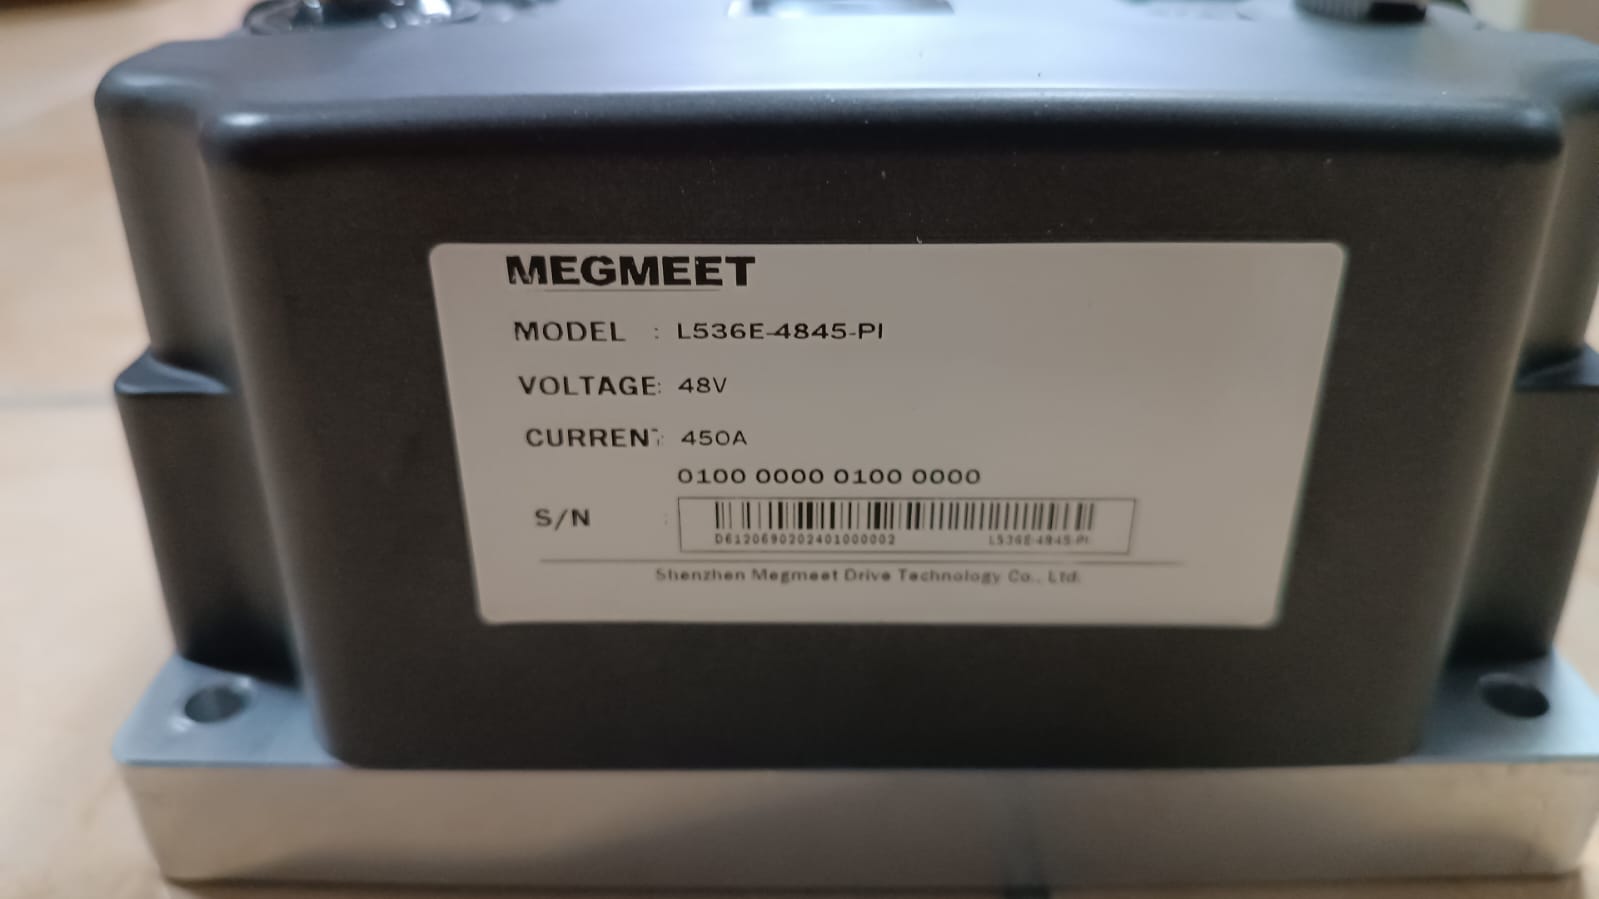 MEGMEET
MODEL : L536E-4845-PI
VOLTAGE: 48V
CURRENT: 450A
0100 0000 0100 0000
S/N :
D6120690202401000002 L536E-4845-PI
Shenzhen Megmeet Drive Technology Co., Ltd.